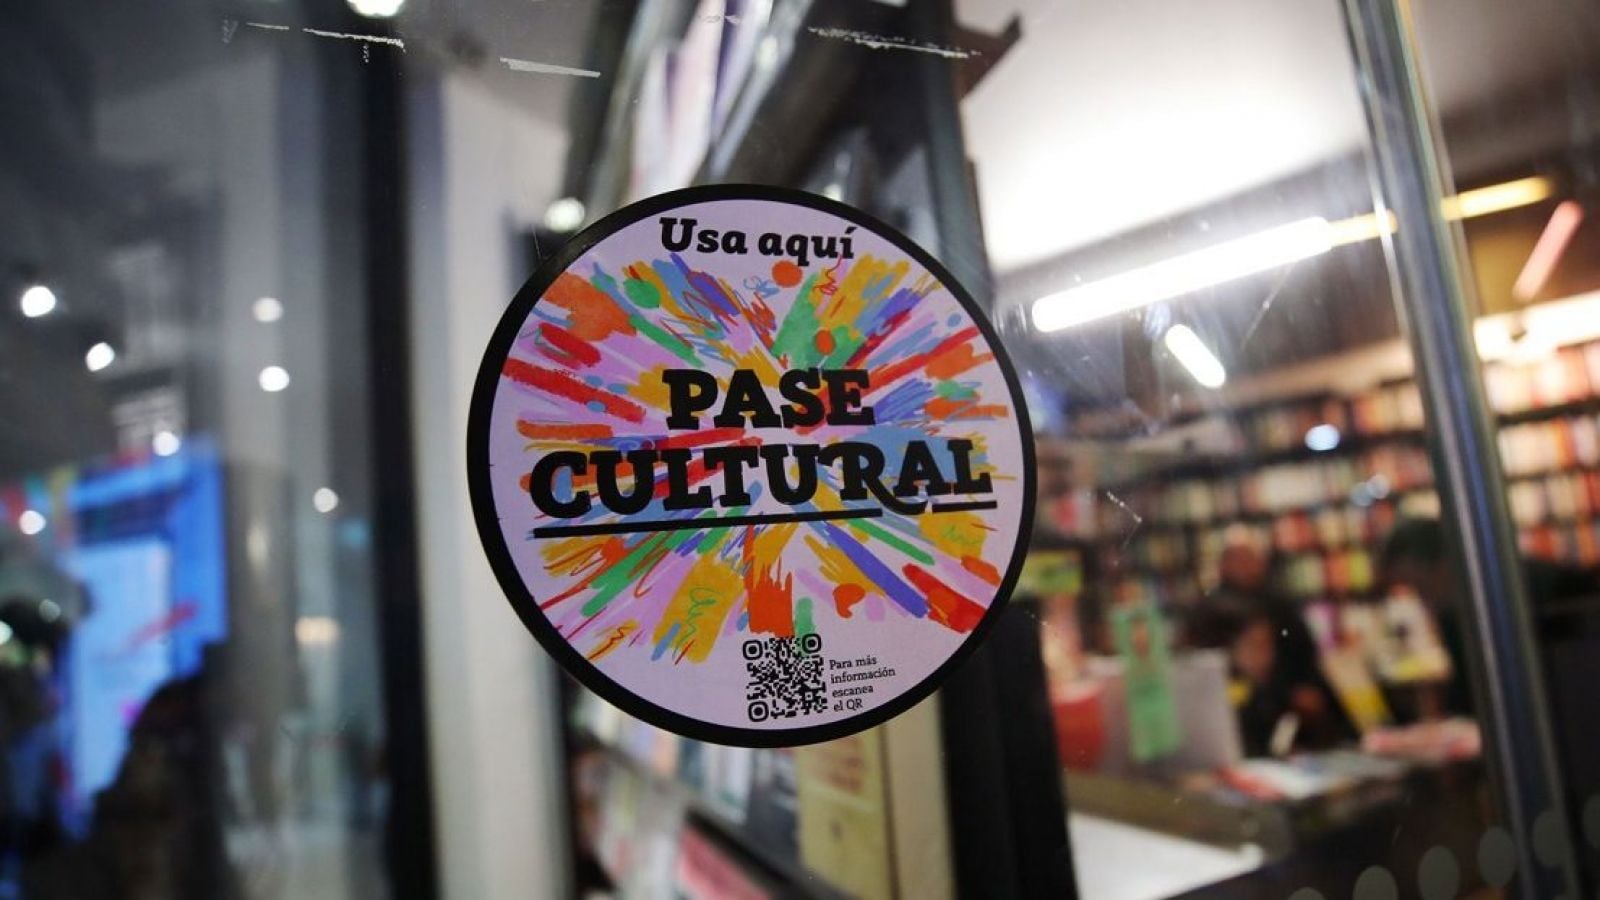 Usa aquí
PASE
CULTURAL
Para más
información
escanea
el QR